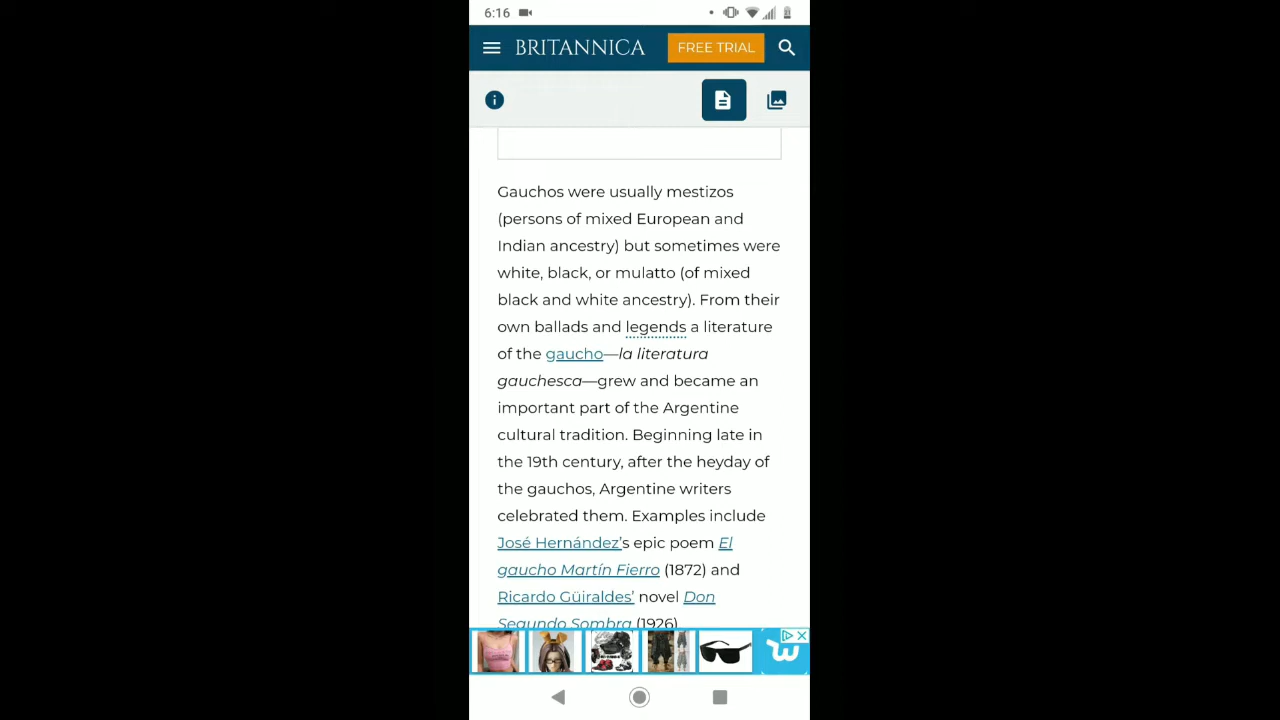 6:16
BRITANNICA
FREE TRIAL
Gauchos were usually mestizos
(persons of mixed European and
Indian ancestry) but sometimes were
white, black, or mulatto (of mixed
black and white ancestry). From their
own ballads and legends a literature
of the gaucho—la literatura
gauchesca—grew and became an
important part of the Argentine
cultural tradition. Beginning late in
the 19th century, after the heyday of
the gauchos, Argentine writers
celebrated them. Examples include
José Hernández's epic poem El
gaucho Martín Fierro (1872) and
Ricardo Güiraldes' novel Don
Segundo Sombra (1926).